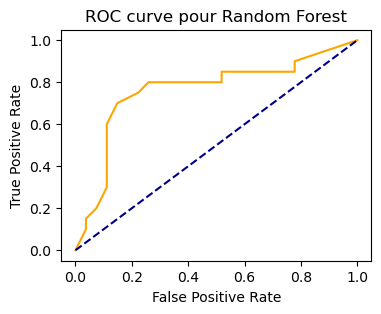 ROC curve pour Random Forest
True Positive Rate
1.0
0.8
0.6
0.4
0.2
0.0
0.0 0.2 0.4 0.6 0.8 1.0
False Positive Rate